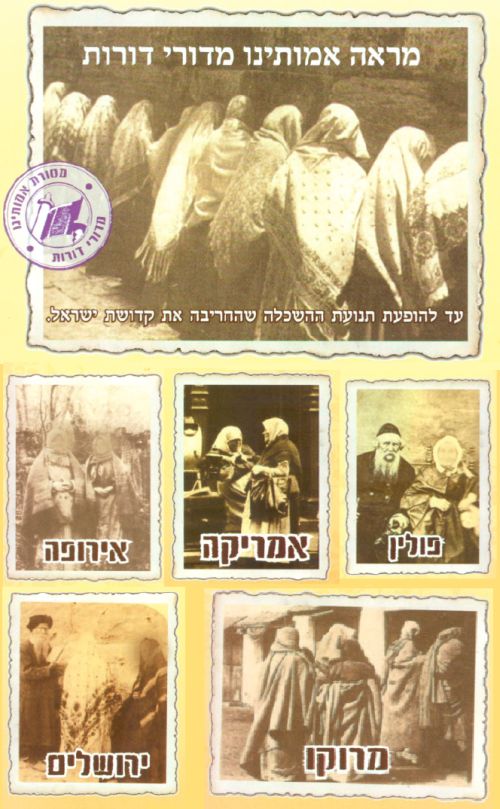 מראה אמותינו מדורי דורות
מסורת אמותינו
מדורי דורות
עד להופעת תנועת ההשכלה שהחריבה את קדושת ישראל.
אירופה
אמריקה
פולין
ירושלים
מרוקו